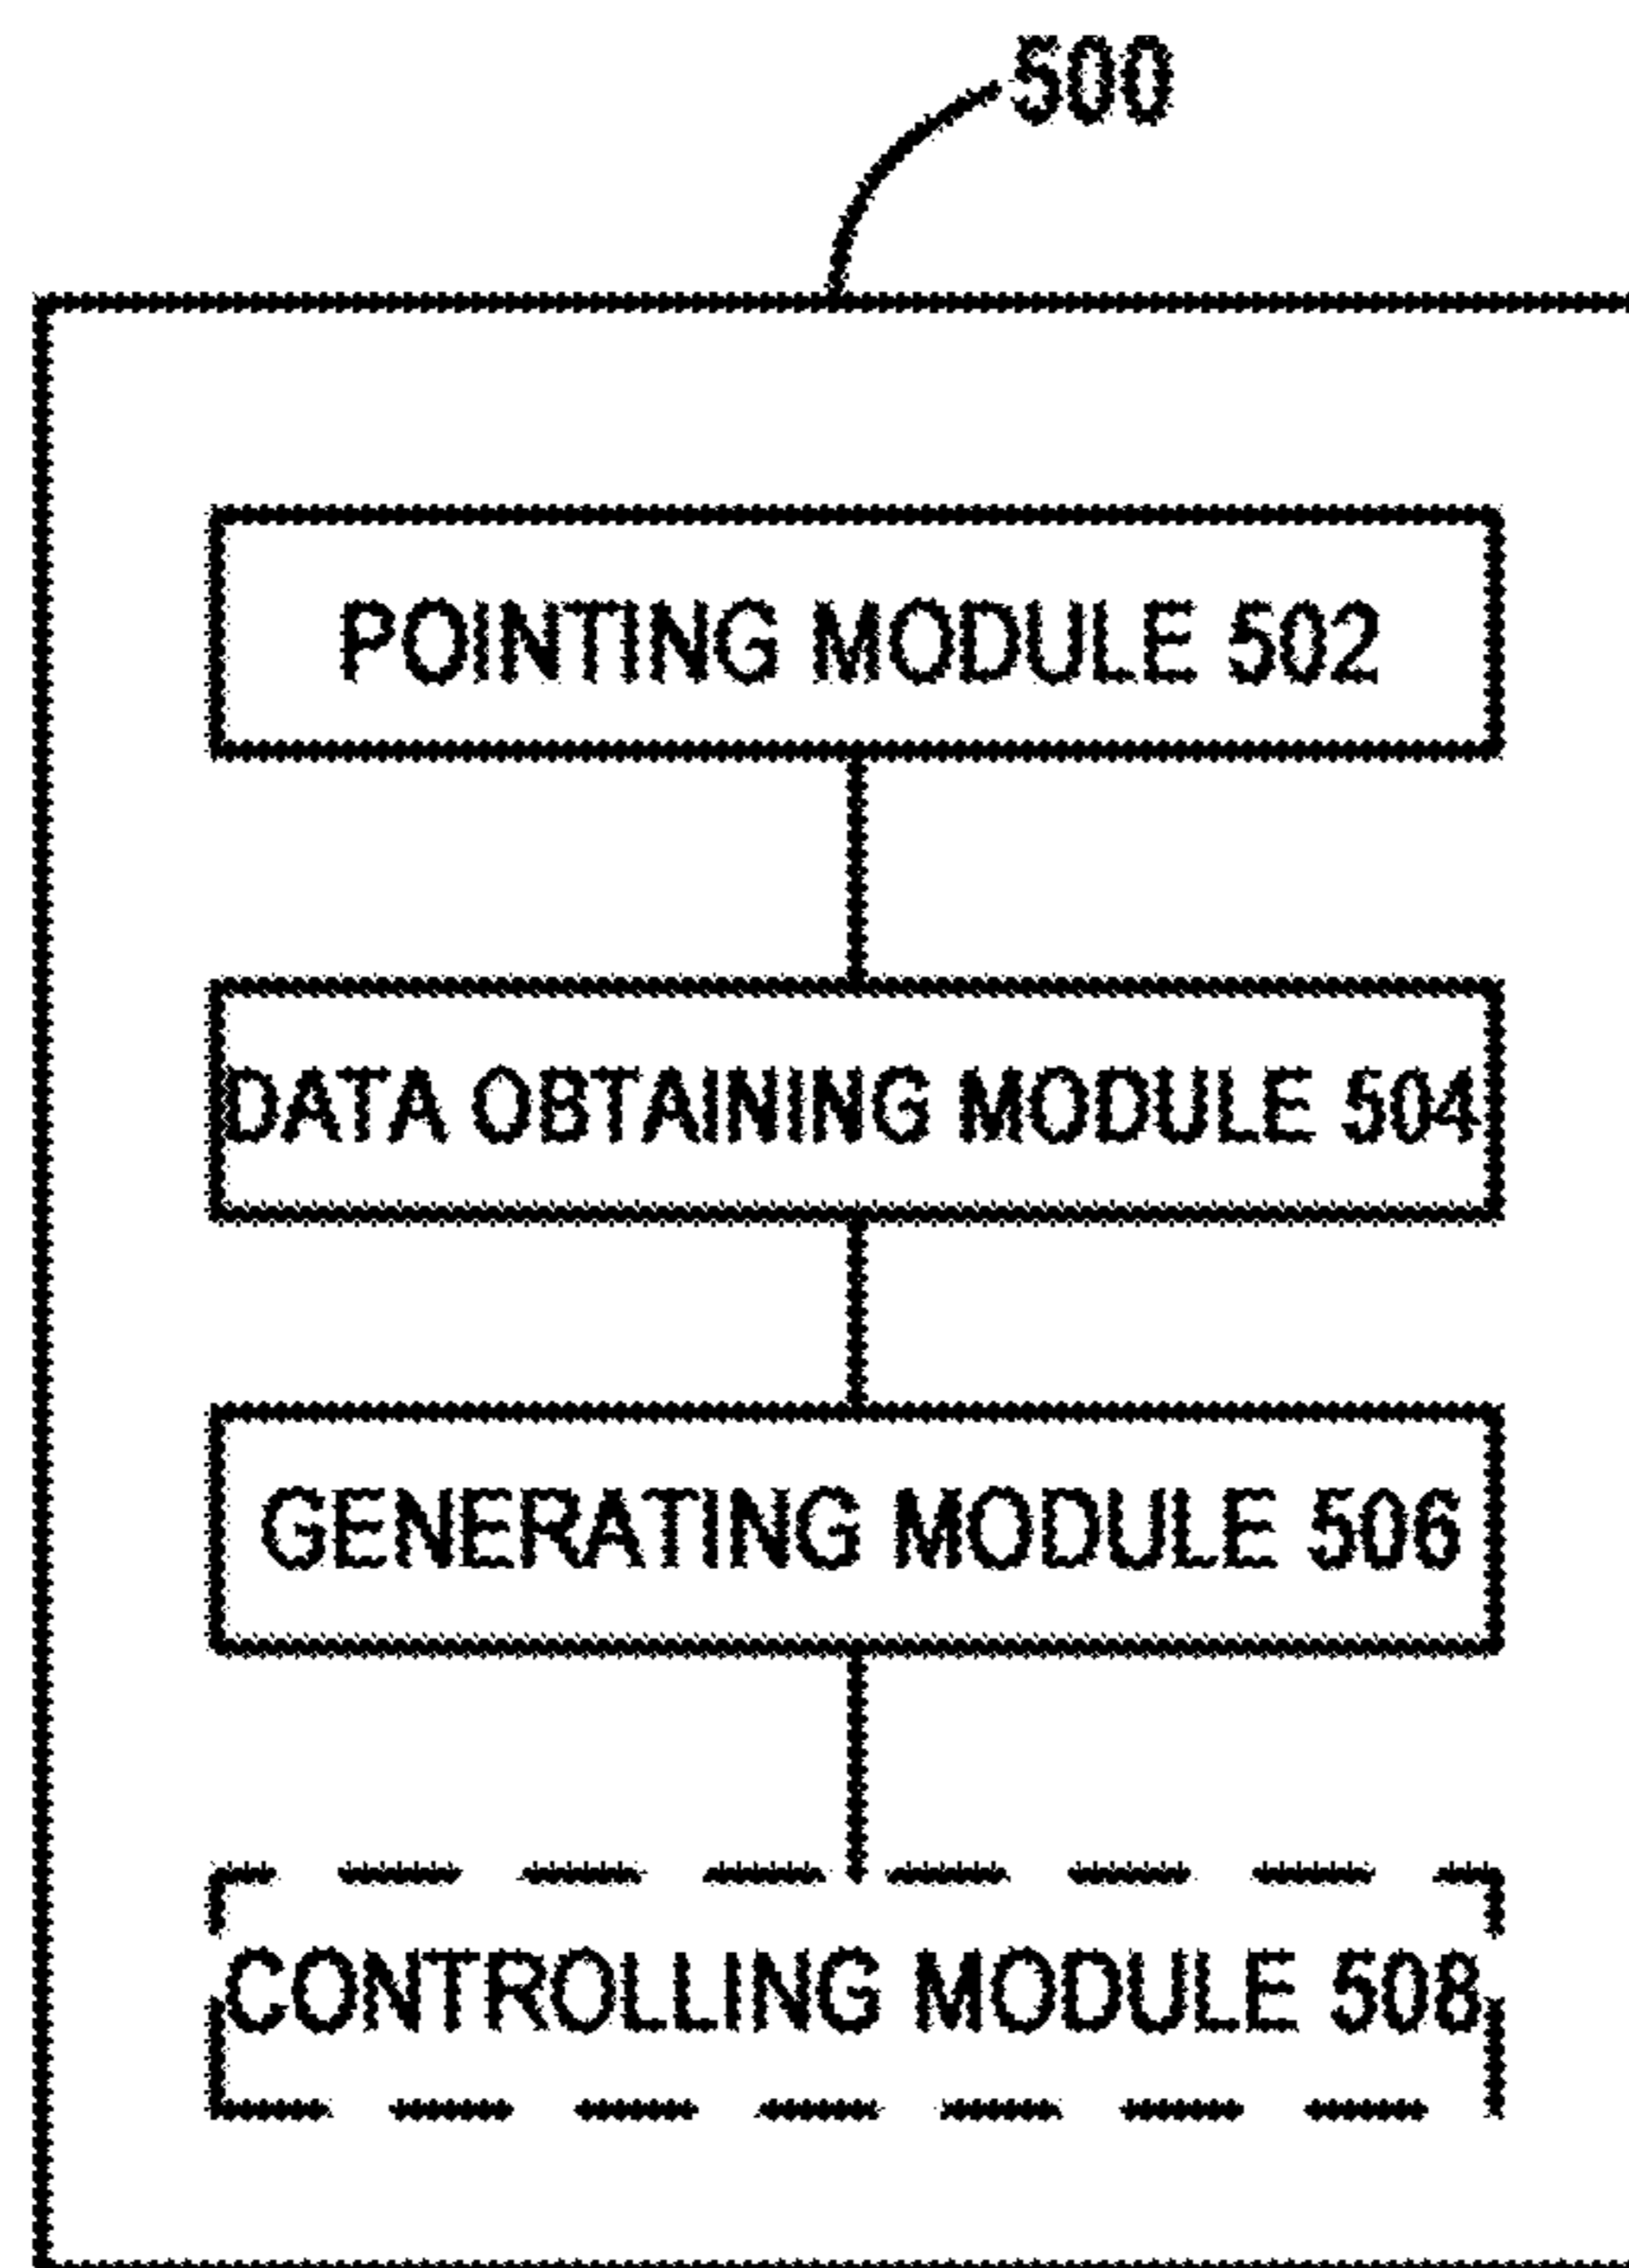 500
POINTING MODULE 502
DATA OBTAINING MODULE 504
GENERATING MODULE 506
CONTROLLING MODULE 508